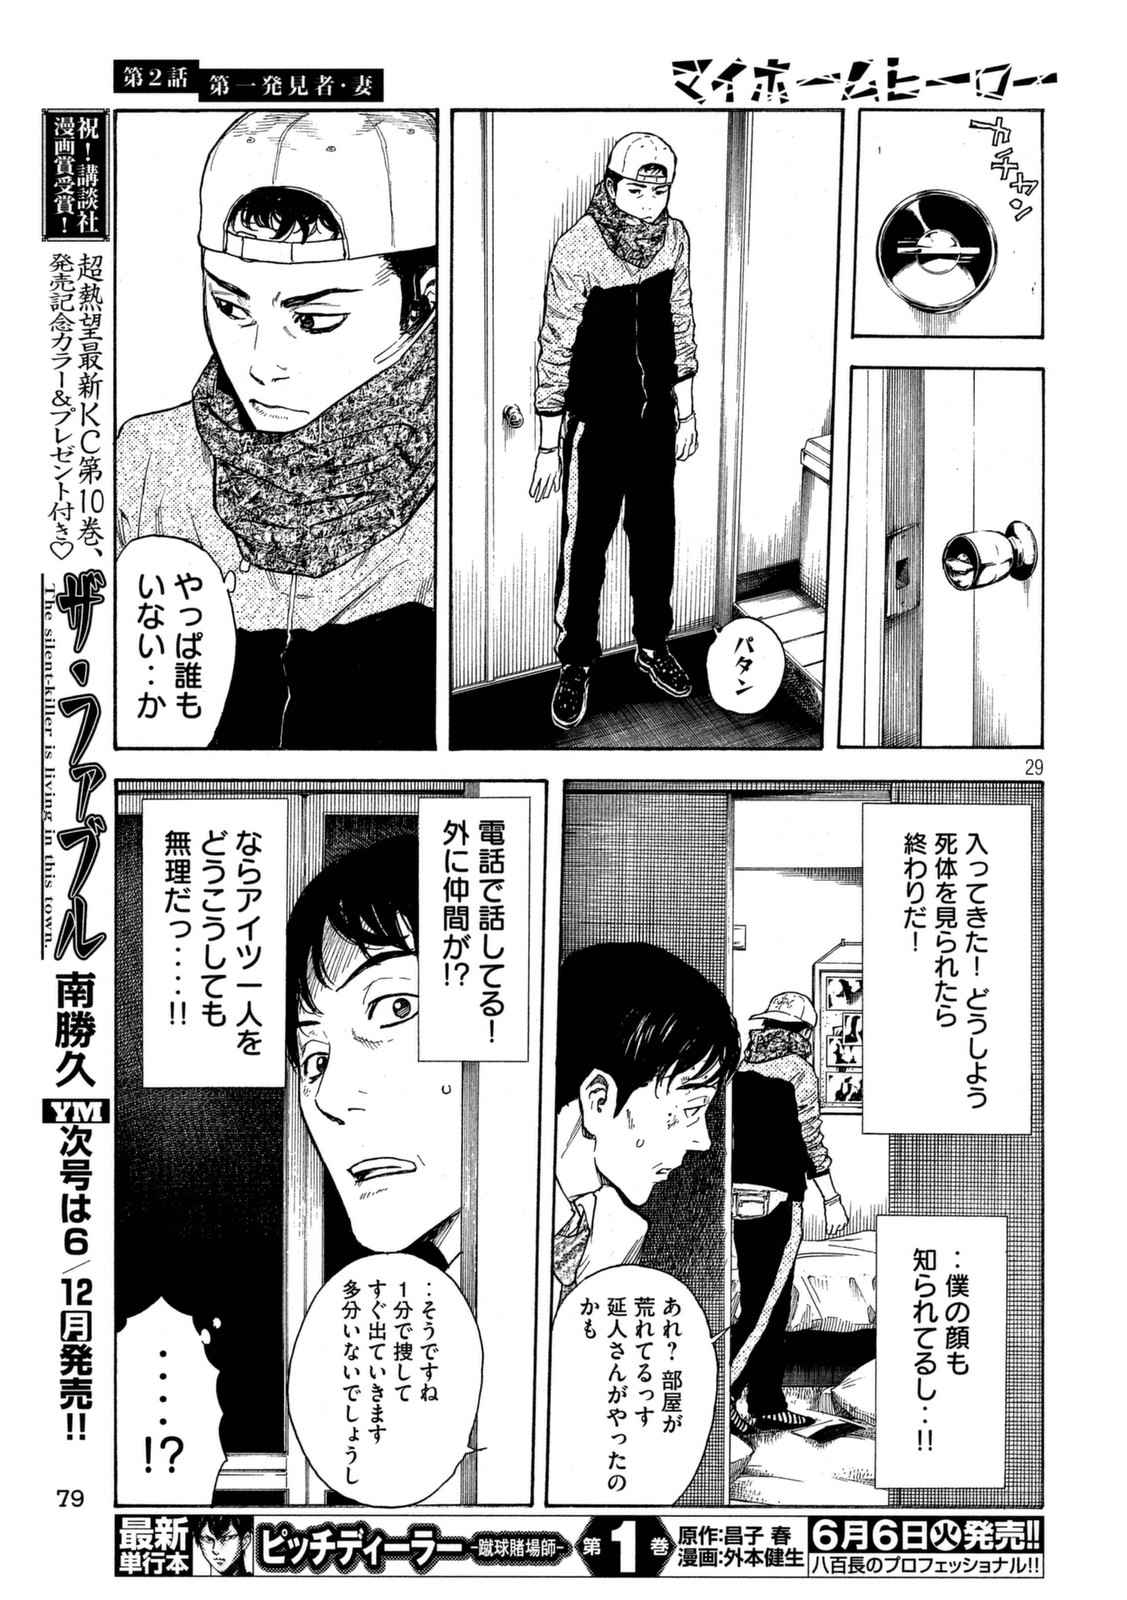 第2話
第一発見者・妻
マイホームヒーロー
ガチャン
パタン
やっぱ誰も
いない‥か
29
入ってきた！どうしよう
死体を見られたら
終わりだ！
‥僕の顔も
知られてるし‥!!
あれ？部屋が
荒れてるっす
延人さんがやったの
かも
電話で話してる！
外に仲間が!?
‥そうですね
1分で捜して
すぐ出ていきます
多分いないでしょうし
ならアイツ一人を
どうこうしても
無理だっ‥‥!!
‥‥!?
祝！講談社
漫画賞受賞！
超熱望最新KC第10巻、
発売記念カラー&プレゼント付き♡
ザ・ファブル
The silent-killer is living in this town.
南勝久
YM次号は6/12月発売!!
79
最新
単行本
ピッチディーラー
-蹴球賭場師-
第1巻
原作:昌子 春
漫画:外本健生
6月6日㊋発売!!
八百長のプロフェッショナル!!